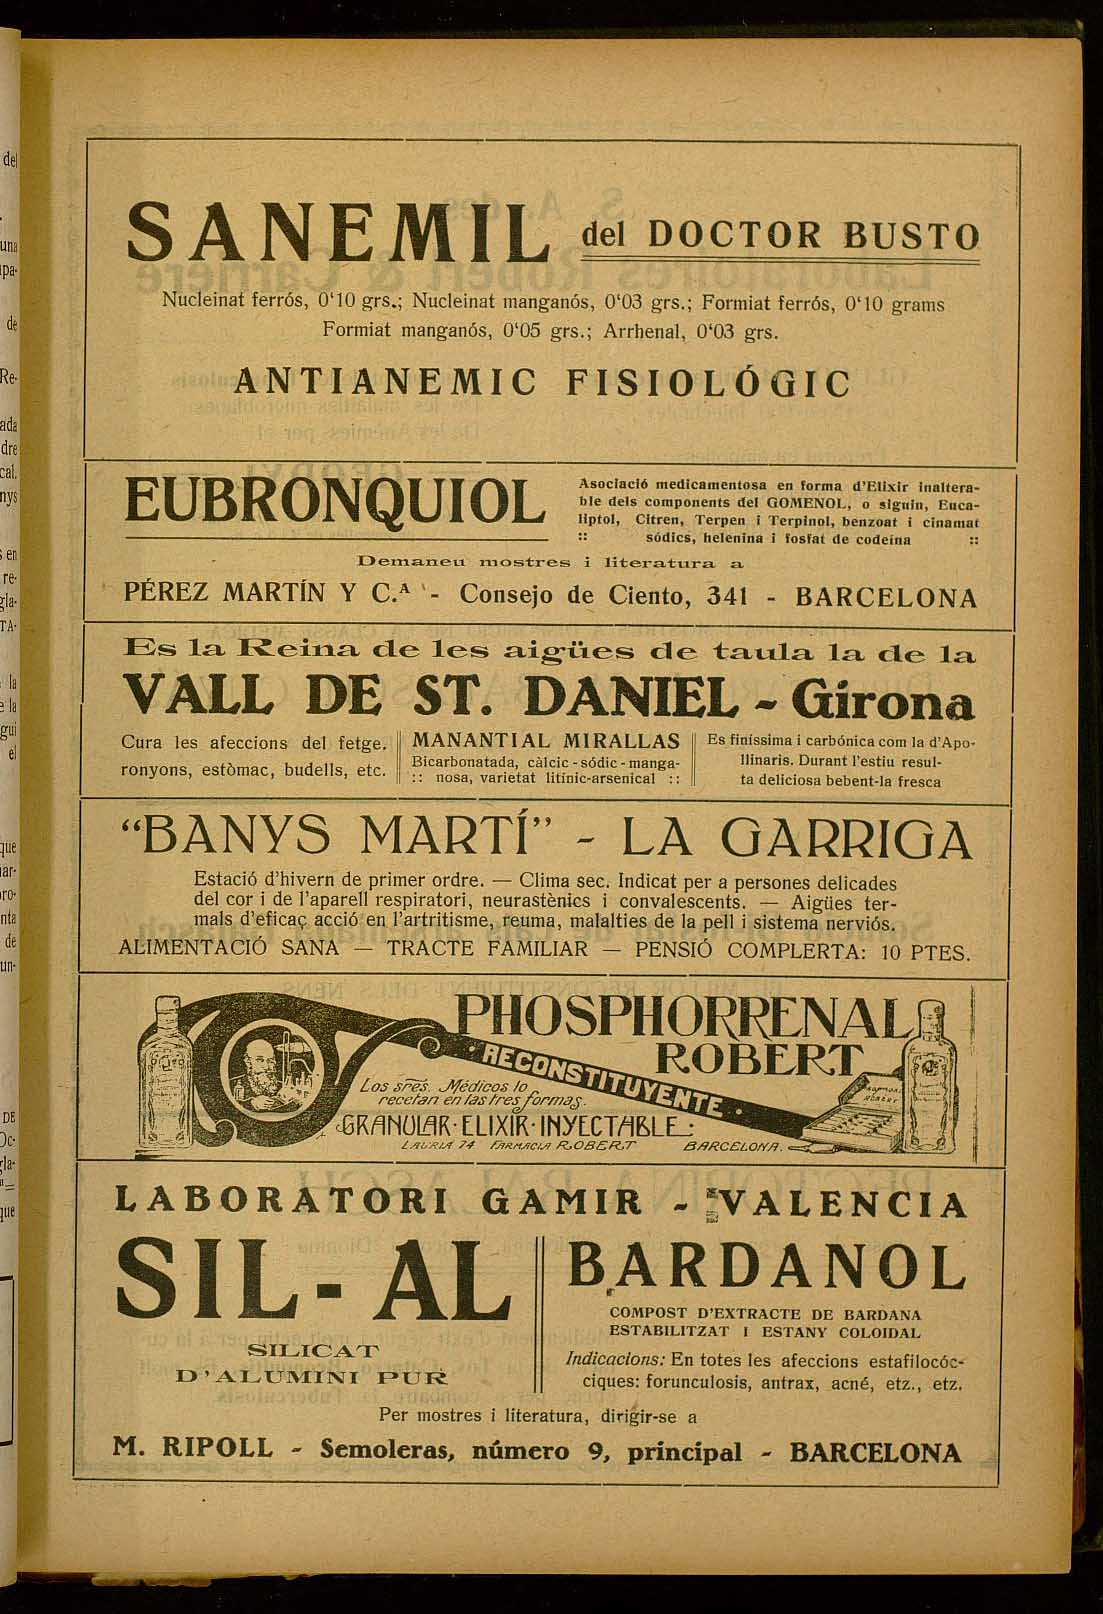 SANEMIL del DOCTOR BUSTO
Nucleinat ferrós, 0‘10 grs.; Nucleinat manganós, 0‘03 grs.; Formiat ferrós, 0‘10 grams
Formiat manganós, 0‘05 grs.; Arrhenal, 0‘03 grs.
ANTIANEMIC FISIOLÓGIC
EUBRONQUIOL
Asociació medicamentosa en forma d'Elixir inaltera-
ble dels components del GOMENOL, o siguin, Euca-
liptol, Citren, Terpen i Terpinol, benzoat i cinamat
:: sódics, helenina i fosfat de codeína ::
Demaneu mostres i literatura a
PÉREZ MARTÍN Y C.ª - Consejo de Ciento, 341 - BARCELONA
Es la Reina de les aigües de taula la de la
VALL DE ST. DANIEL - Girona
Cura les afeccions del fetge.
ronyons, estòmac, budells, etc.
MANANTIAL MIRALLAS
Bicarbonatada, càlcic-sódic-manga-
:: nosa, varietat litínic-arsenical ::
Es finíssima i carbónica com la d'Apo-
llinaris. Durant l'estiu resul-
ta deliciosa bebent-la fresca
“BANYS MARTÍ” - LA GARRIGA
Estació d'hivern de primer ordre. — Clima sec. Indicat per a persones delicades
del cor i de l'aparell respiratori, neurastènics i convalescents. — Aigües ter-
mals d'eficaç acció en l'artritisme, reuma, malalties de la pell i sistema nerviós.
ALIMENTACIÓ SANA — TRACTE FAMILIAR — PENSIÓ COMPLERTA: 10 PTES.
PHOSPHORRENAL
ROBERT
RECONSTITUYENTE
Los sres. Médicos lo
recetan en las tres formas.
GRANULAR·ELIXIR·INYECTABLE:
LAURIA 74 FARMACIA ROBERT BARCELONA.
LABORATORI GAMIR - VALENCIA
SIL-AL
SILICAT
D'ALUMINI PUR
BARDANOL
COMPOST D'EXTRACTE DE BARDANA
ESTABILITZAT I ESTANY COLOIDAL
Indicacions: En totes les afeccions estafilocóc-
ciques: forunculosis, antrax, acné, etz., etz.
Per mostres i literatura, dirigir-se a
M. RIPOLL - Semoleras, número 9, principal - BARCELONA